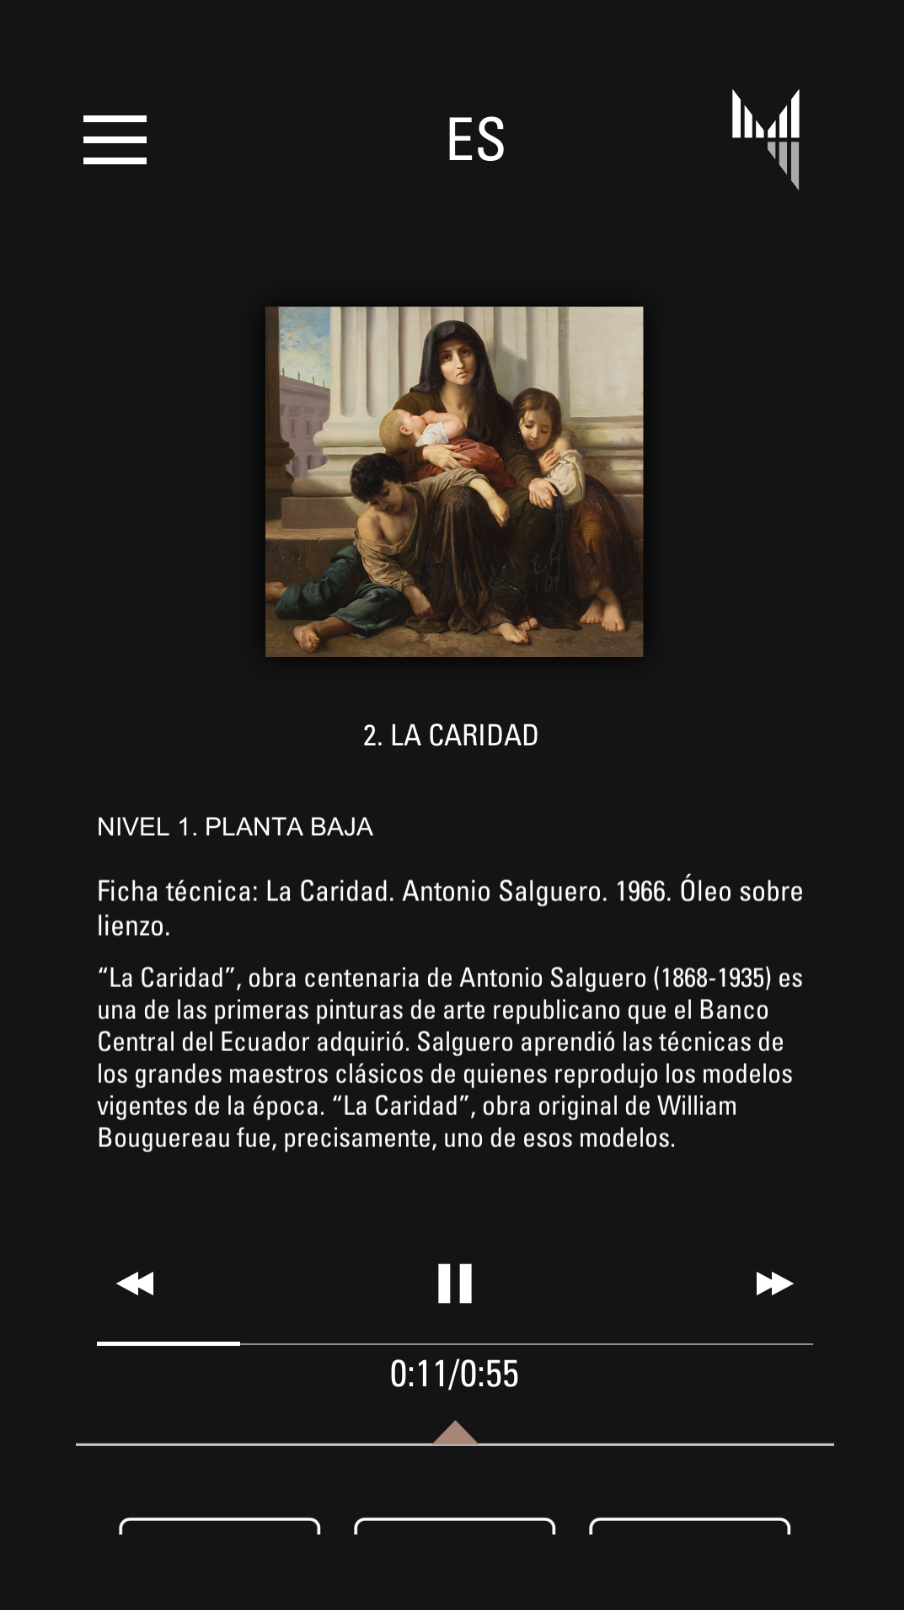 ES
2. LA CARIDAD
NIVEL 1. PLANTA BAJA
Ficha técnica: La Caridad. Antonio Salguero. 1966. Óleo sobre
lienzo.
“La Caridad”, obra centenaria de Antonio Salguero (1868-1935) es
una de las primeras pinturas de arte republicano que el Banco
Central del Ecuador adquirió. Salguero aprendió las técnicas de
los grandes maestros clásicos de quienes reprodujo los modelos
vigentes de la época. “La Caridad”, obra original de William
Bouguereau fue, precisamente, uno de esos modelos.
0:11/0:55